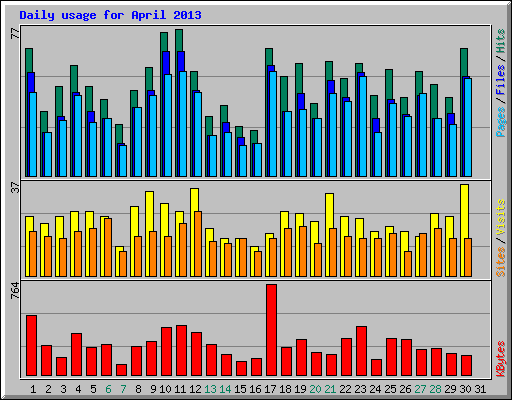 Daily usage for April 2013
77
Pages / Files / Hits
37
Sites / Visits
764
KBytes
1 2 3 4 5 6 7 8 9 10 11 12 13 14 15 16 17 18 19 20 21 22 23 24 25 26 27 28 29 30 31